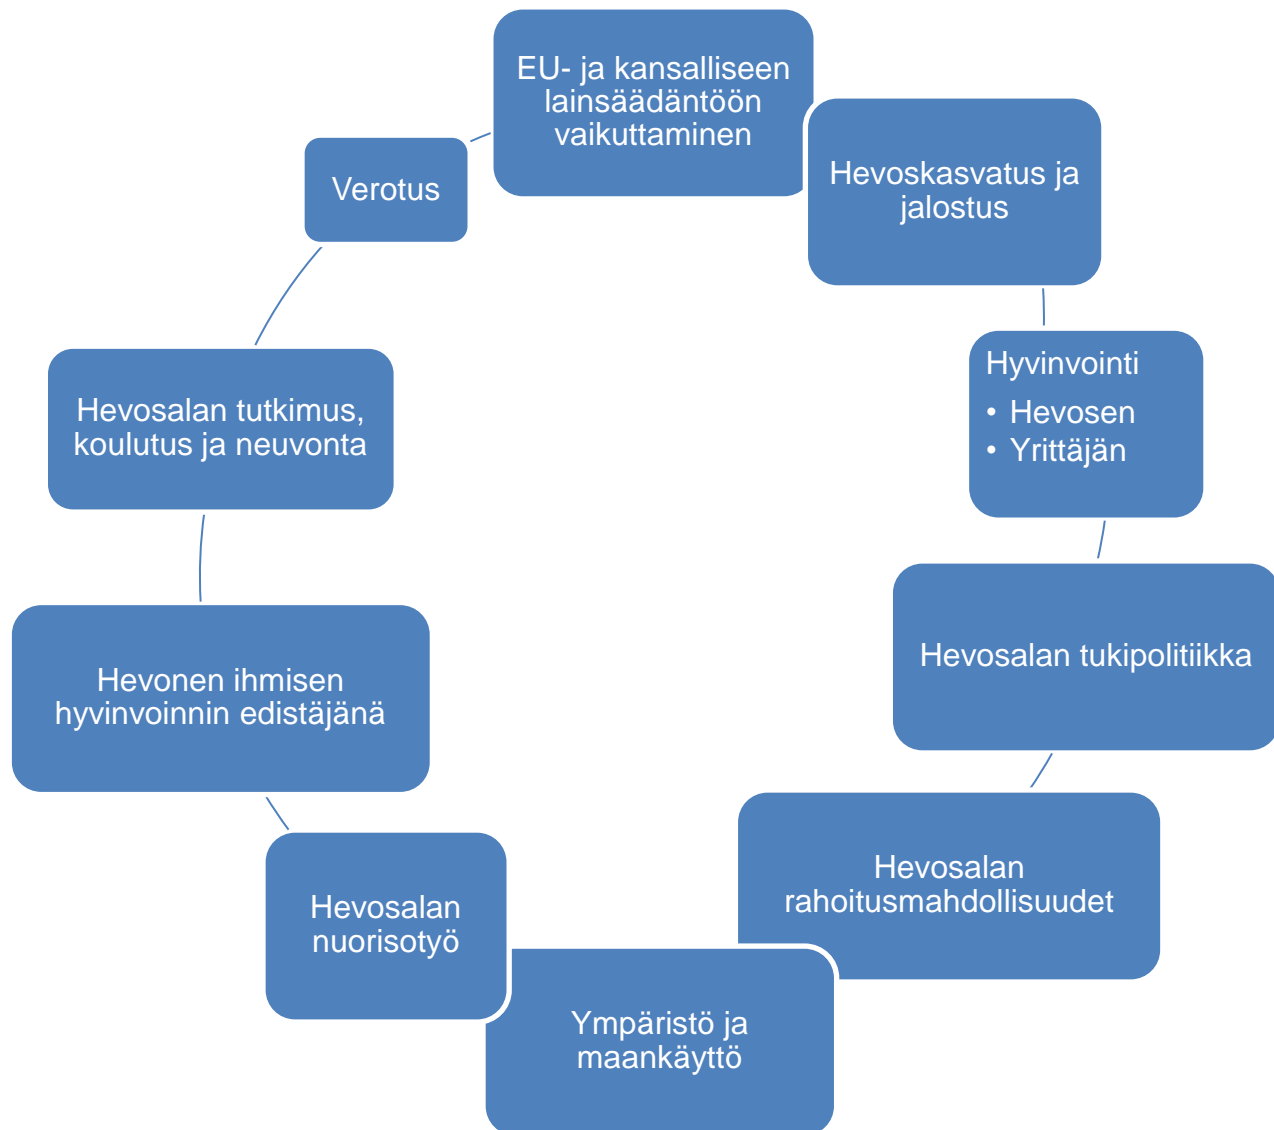 EU- ja kansalliseen
lainsäädäntöön
vaikuttaminen
Hevoskasvatus ja
jalostus
Hyvinvointi
• Hevosen
• Yrittäjän
Hevosalan tukipolitiikka
Hevosalan
rahoitusmahdollisuudet
Ympäristö ja
maankäyttö
Hevosalan
nuorisotyö
Hevonen ihmisen
hyvinvoinnin edistäjänä
Hevosalan tutkimus,
koulutus ja neuvonta
Verotus